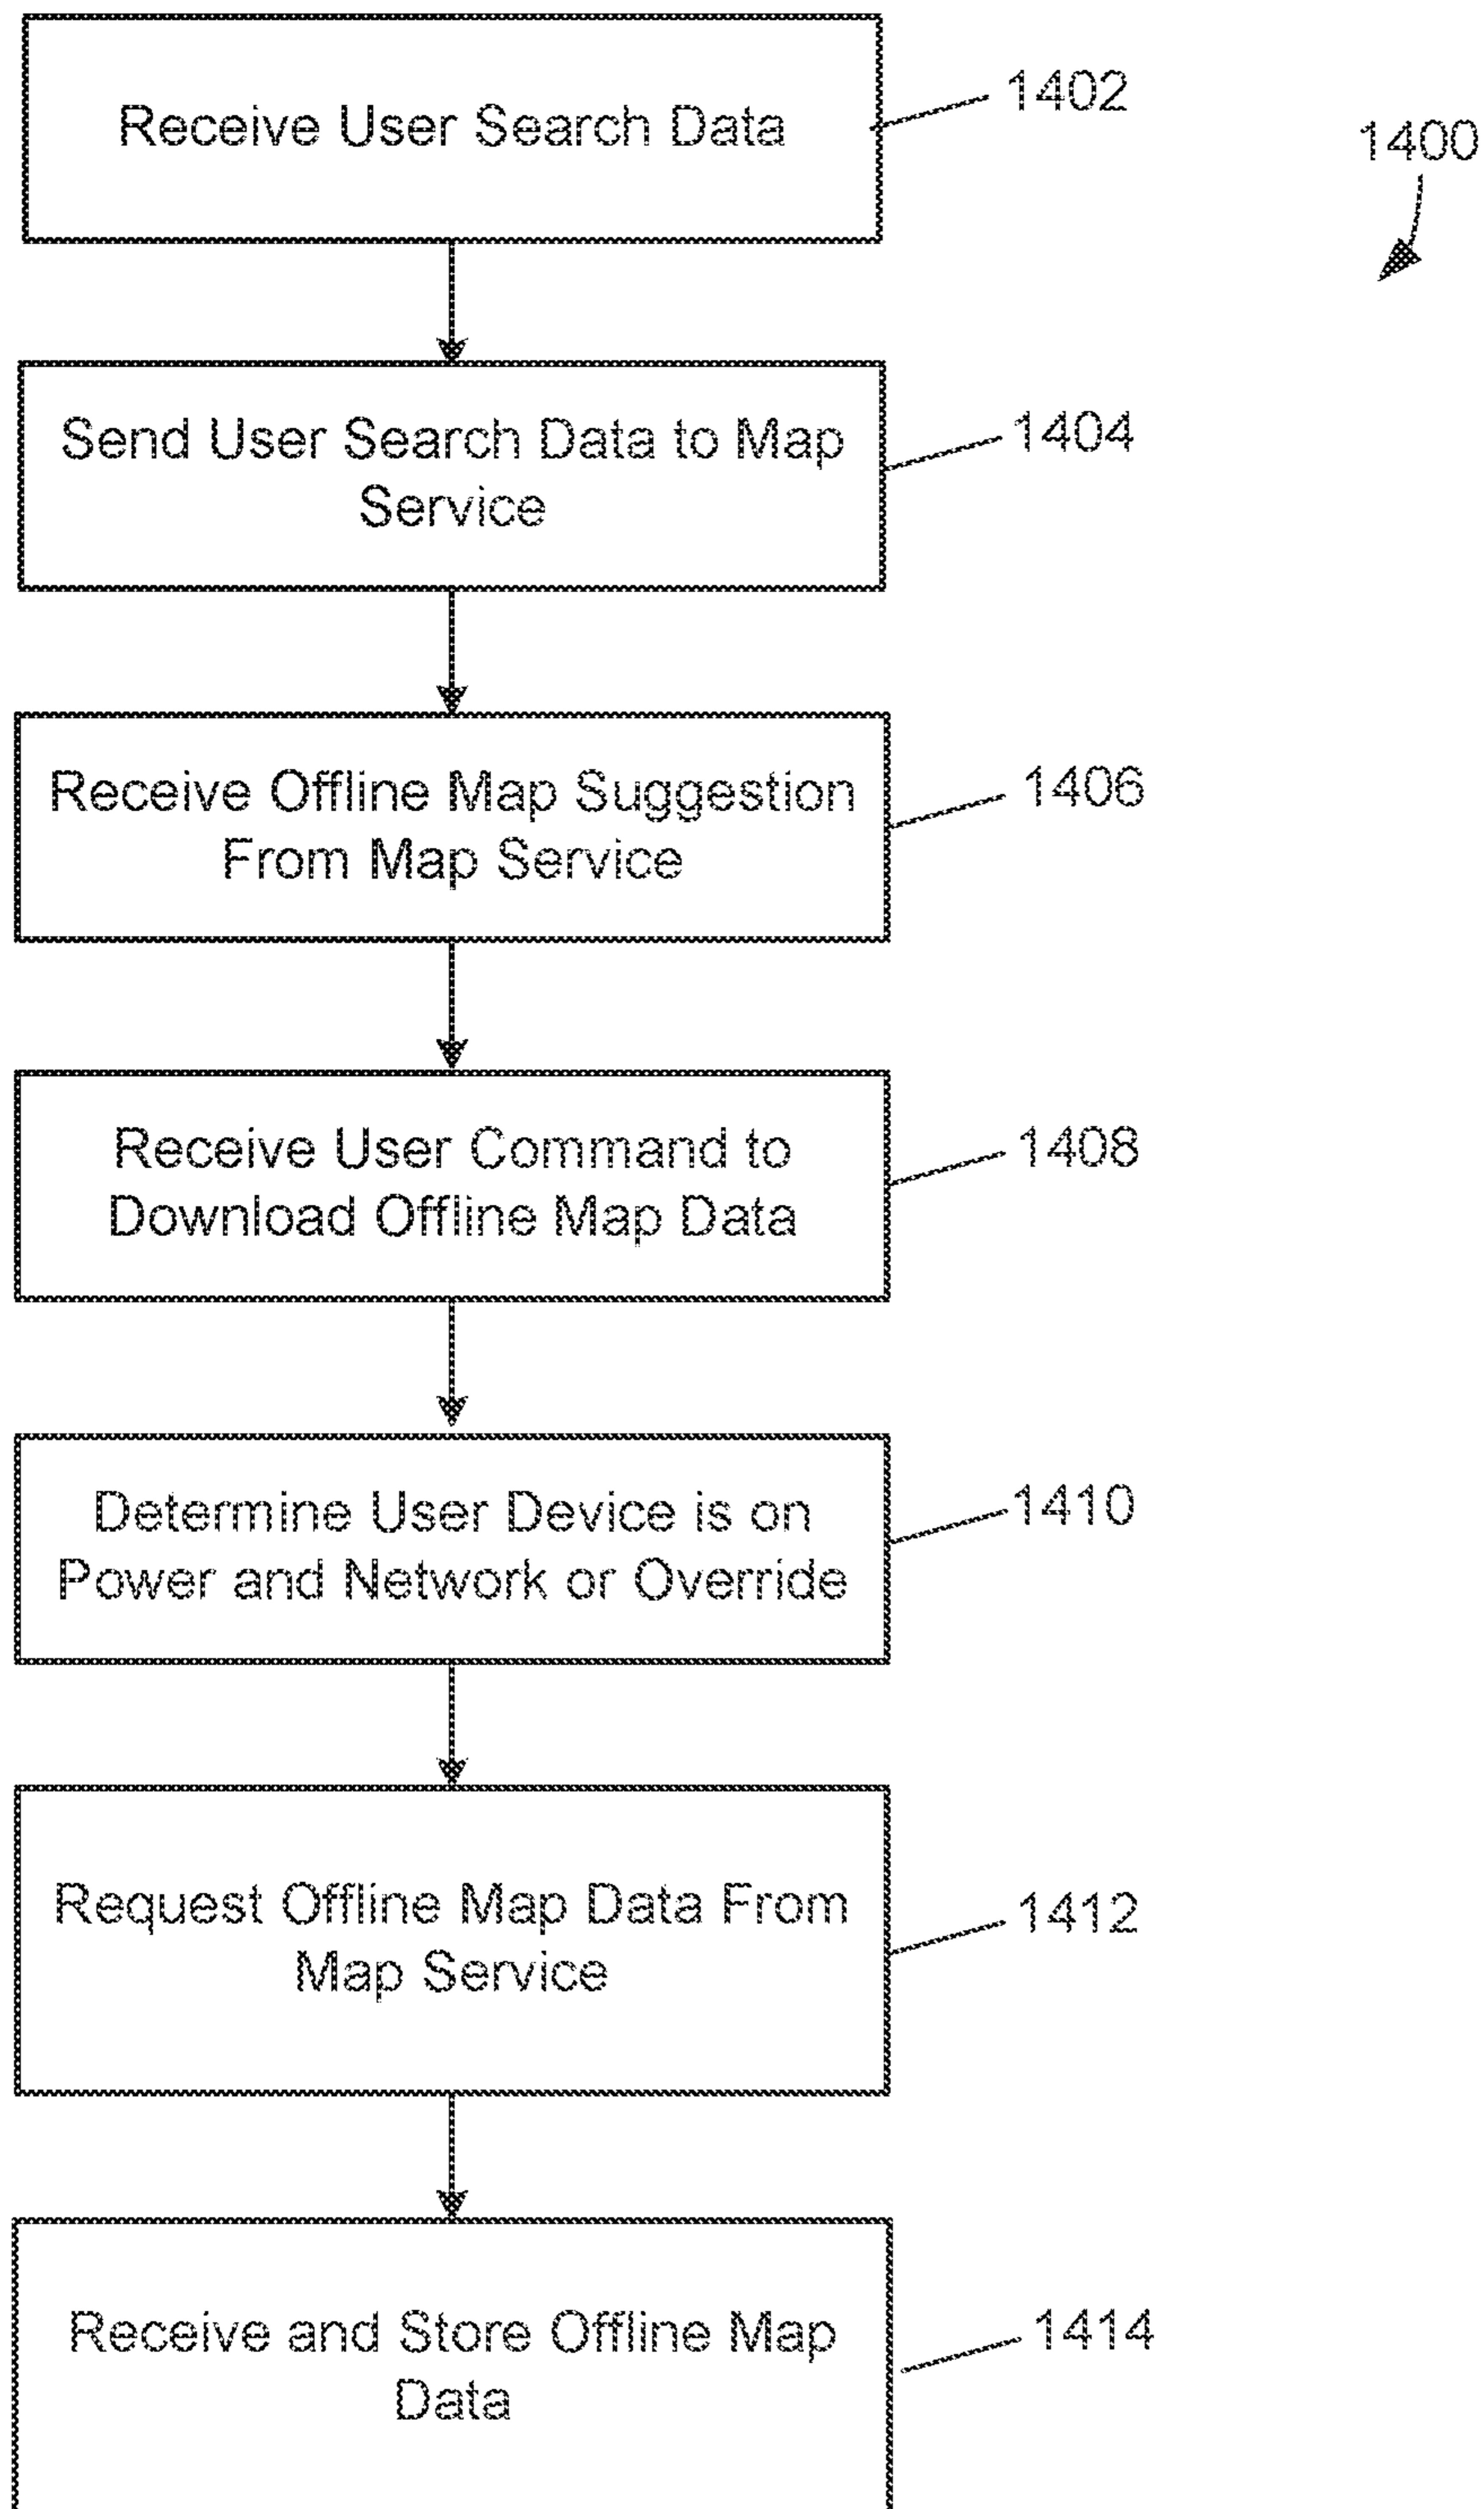 Receive User Search Data
1402
1400
Send User Search Data to Map
Service
1404
Receive Offline Map Suggestion
From Map Service
1406
Receive User Command to
Download Offline Map Data
1408
Determine User Device is on
Power and Network or Override
1410
Request Offline Map Data From
Map Service
1412
Receive and Store Offline Map
Data
1414